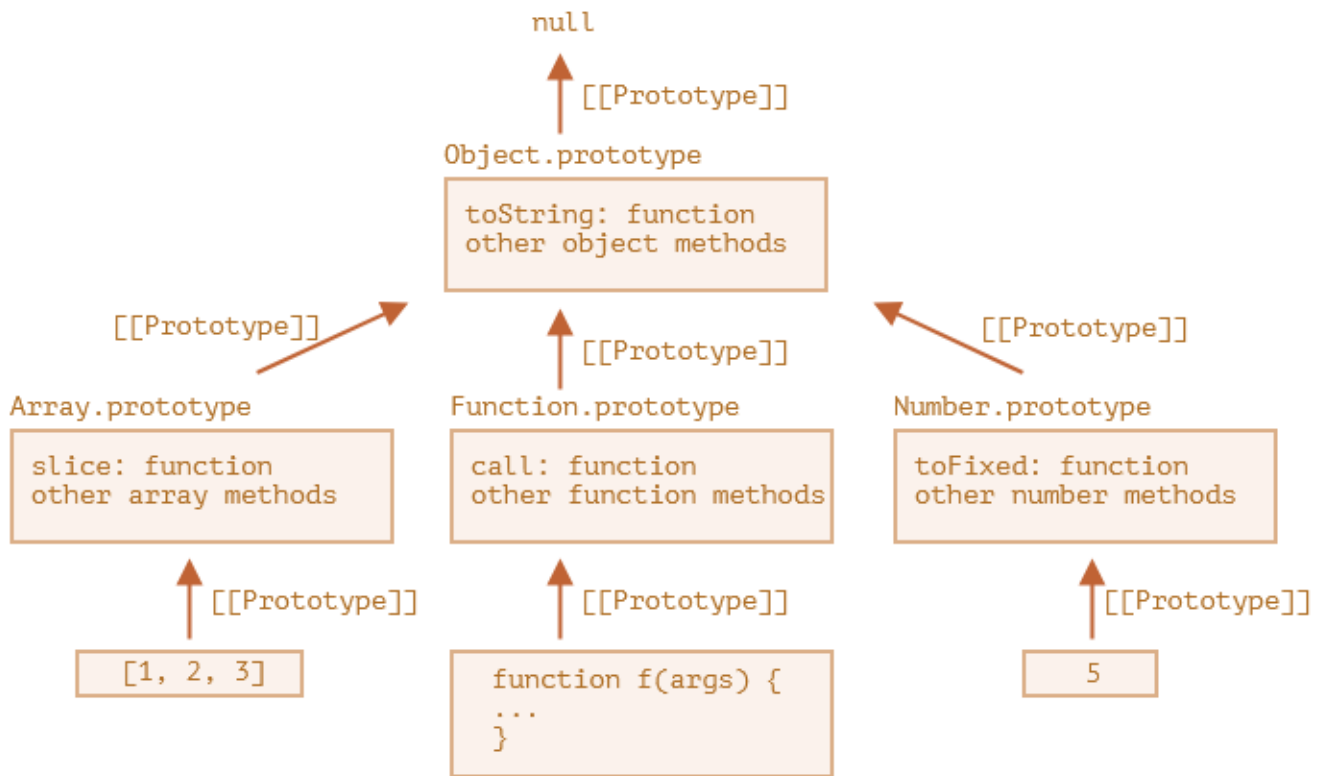 null
[[Prototype]]
Object.prototype
toString: function
other object methods
[[Prototype]]
[[Prototype]]
[[Prototype]]
Array.prototype
slice: function
other array methods
Function.prototype
call: function
other function methods
Number.prototype
toFixed: function
other number methods
[[Prototype]]
[[Prototype]]
[[Prototype]]
[1, 2, 3]
function f(args) {
...
}
5